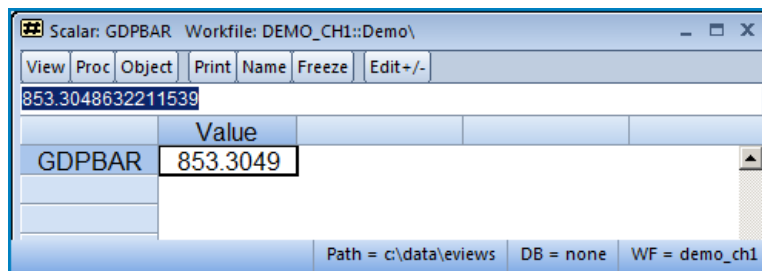 Scalar: GDPBAR Workfile: DEMO_CH1::Demo\
View Proc Object Print Name Freeze Edit+/-
853.3048632211539
Value
GDPBAR 853.3049
Path = c:\data\eviews DB = none WF = demo_ch1